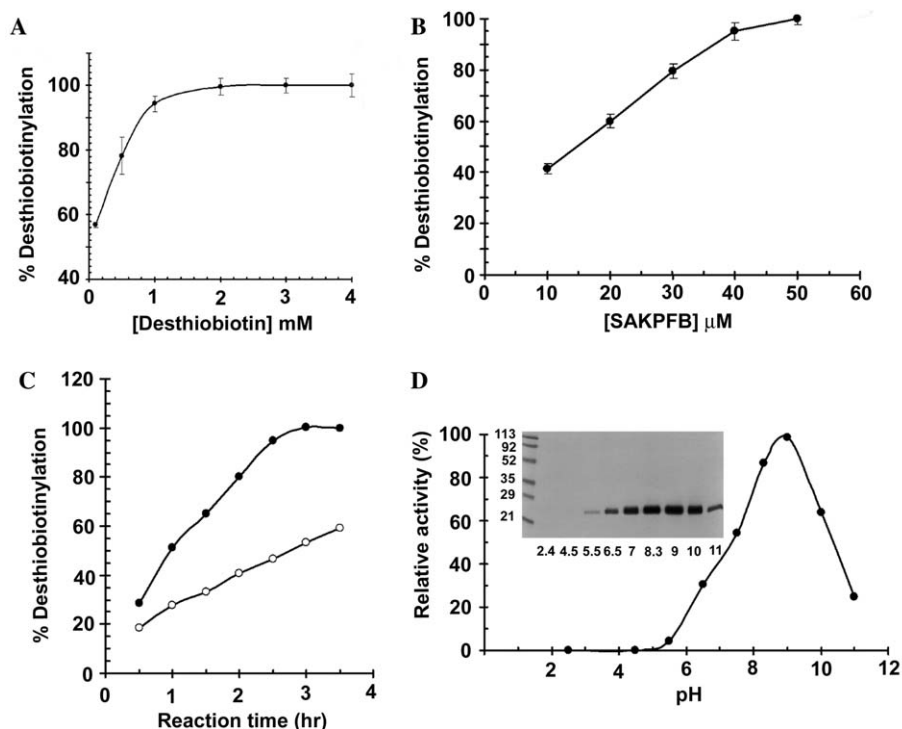 A
% Desthiobiotinylation
100
80
60
40
0 1 2 3 4
[Desthiobiotin] mM
B
% Desthiobiotinylation
100
80
60
40
20
0
0 10 20 30 40 50 60
[SAKPFB] μM
C
% Desthiobiotinylation
120
100
80
60
40
20
0
0 1 2 3 4
Reaction time (hr)
D
Relative activity (%)
100
80
60
40
20
0
113
92
52
35
29
21
2.4 4.5 5.5 6.5 7 8.3 9 10 11
2 4 6 8 10 12
pH